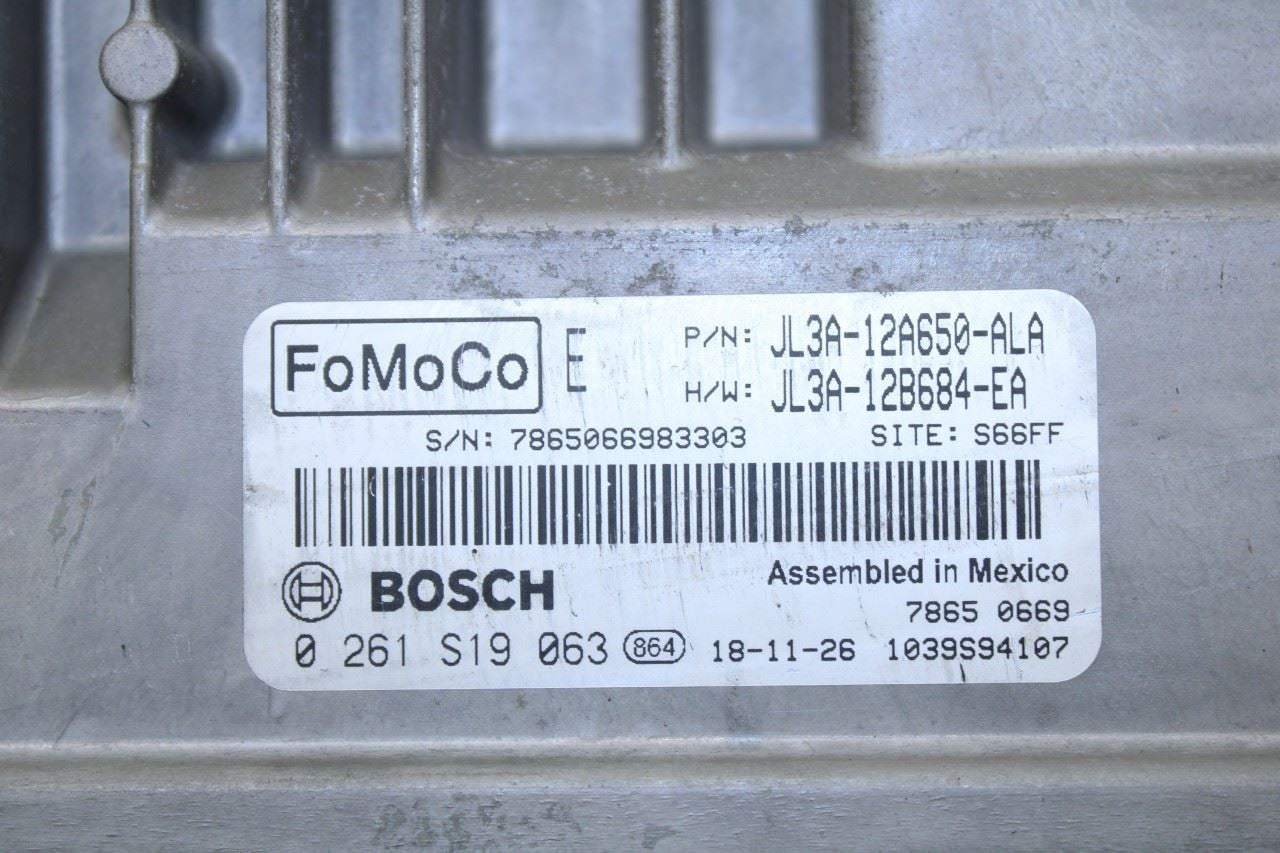 FoMoCo E P/N: JL3A-12A650-ALA
H/W: JL3A-12B684-EA
S/N: 7865066983303 SITE: S66FF
BOSCH Assembled in Mexico
7865 0669
0 261 S19 063 864 18-11-26 1039S94107